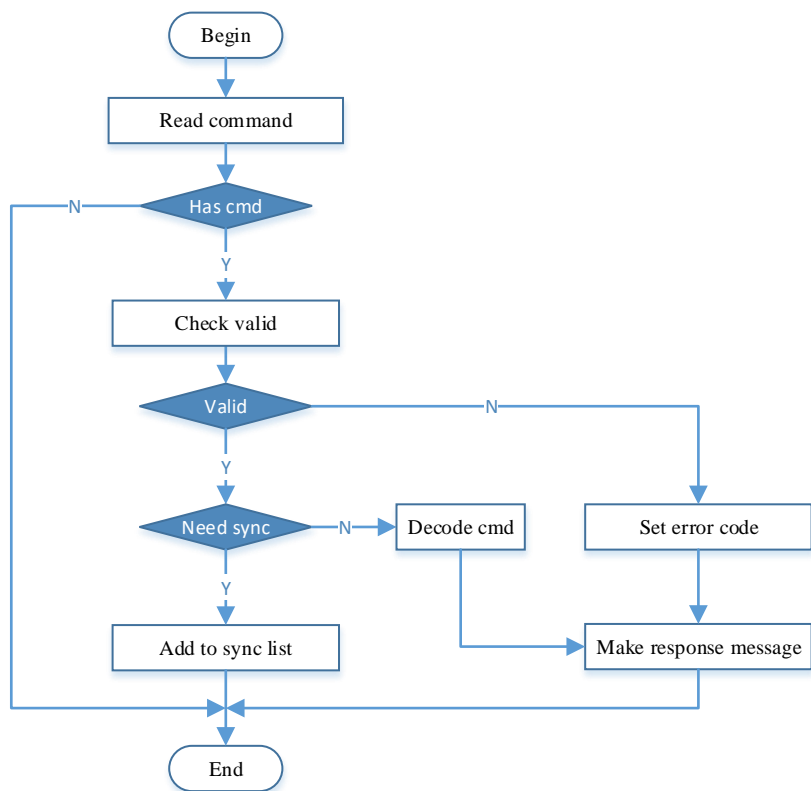 Begin
Read command
N
Has cmd
Y
Check valid
Valid
N
Y
Need sync
N
Decode cmd
Set error code
Y
Add to sync list
Make response message
End